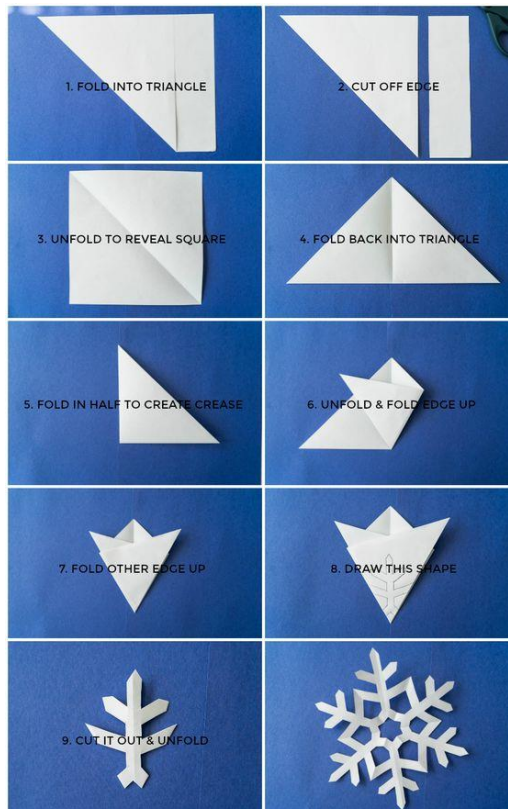 1. FOLD INTO TRIANGLE
2. CUT OFF EDGE
3. UNFOLD TO REVEAL SQUARE
4. FOLD BACK INTO TRIANGLE
5. FOLD IN HALF TO CREATE CREASE
6. UNFOLD & FOLD EDGE UP
7. FOLD OTHER EDGE UP
8. DRAW THIS SHAPE
9. CUT IT OUT & UNFOLD